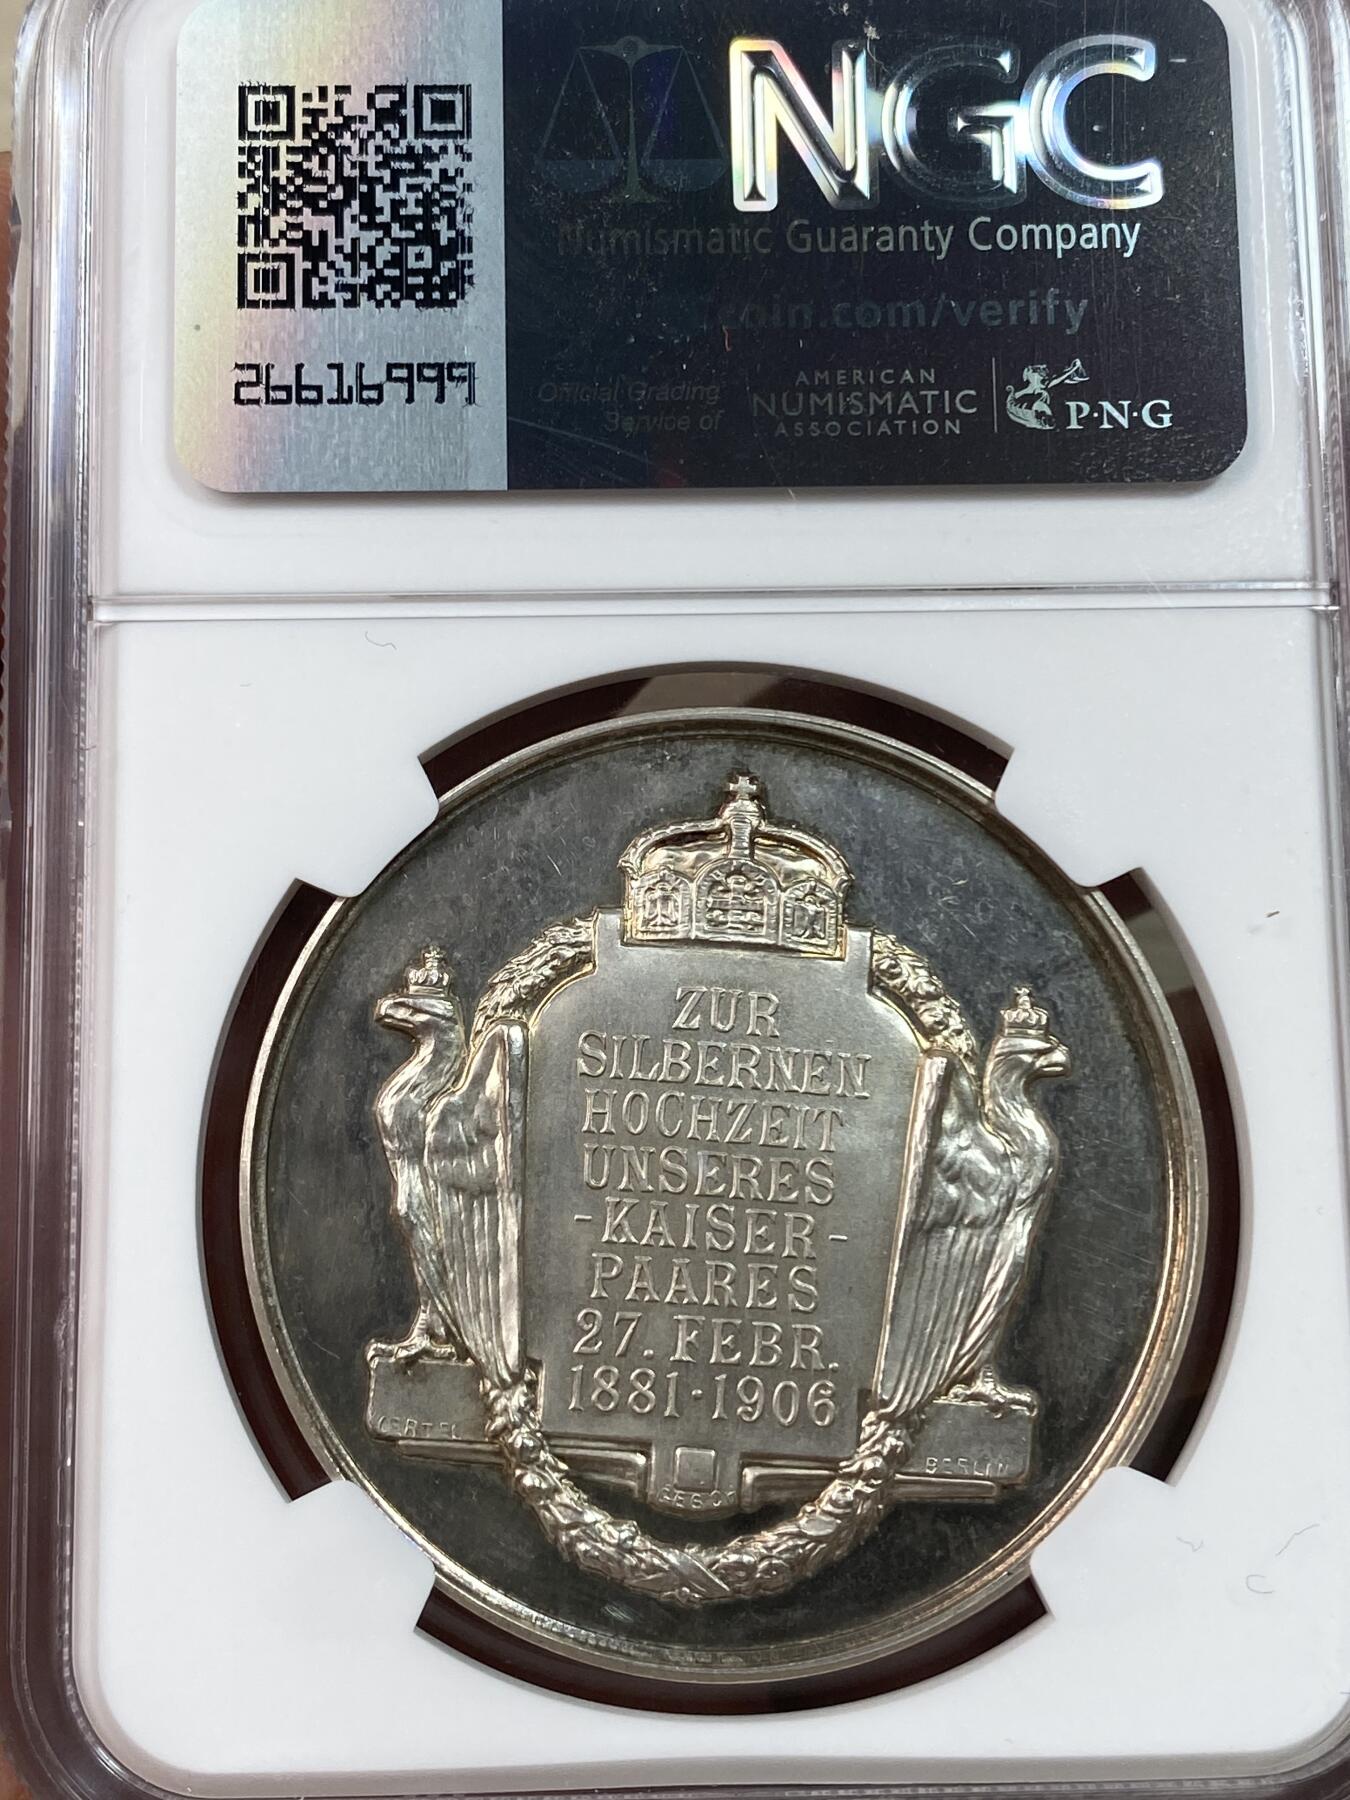 NGC
Numismatic Guaranty Company
coin.com/verify
26616999
Official Grading
Service of
AMERICAN
NUMISMATIC
ASSOCIATION
P·N·G
ZUR
SILBERNEN
HOCHZEIT
UNSERES
-KAISER-
PAARES
27. FEBR.
1881·1906
OERTEL
BERLIN